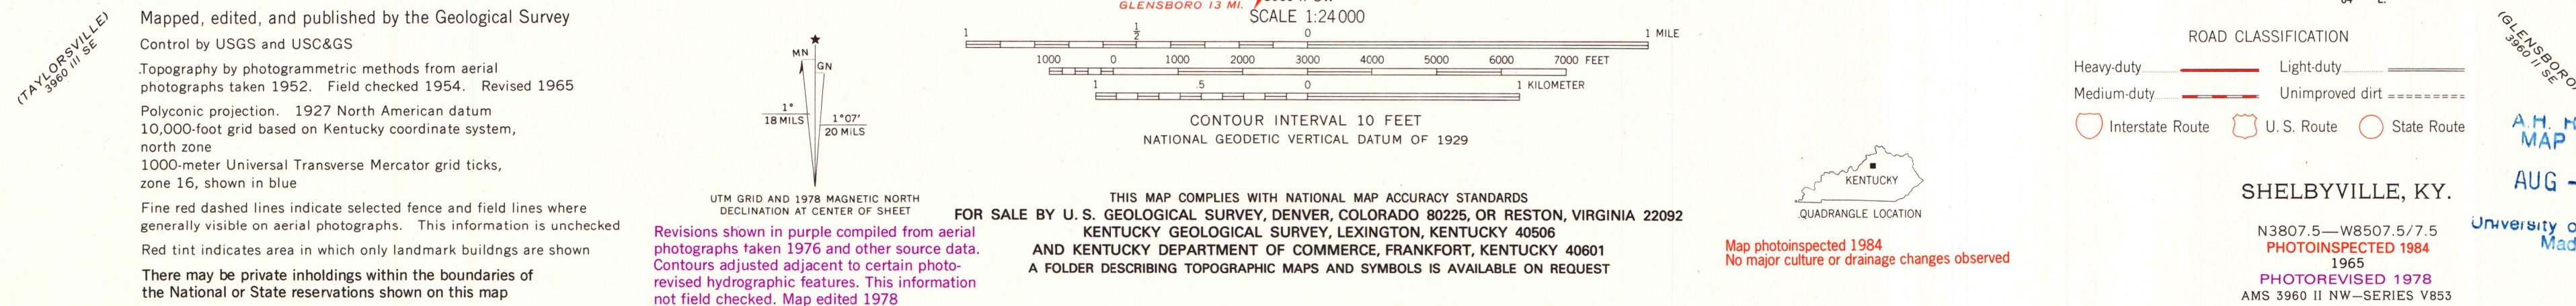 (TAYLORSVILLE)
3960 III SE
Mapped, edited, and published by the Geological Survey
Control by USGS and USC&GS
Topography by photogrammetric methods from aerial
photographs taken 1952. Field checked 1954. Revised 1965
Polyconic projection. 1927 North American datum
10,000-foot grid based on Kentucky coordinate system,
north zone
1000-meter Universal Transverse Mercator grid ticks,
zone 16, shown in blue
Fine red dashed lines indicate selected fence and field lines where
generally visible on aerial photographs. This information is unchecked
Red tint indicates area in which only landmark buildngs are shown
There may be private inholdings within the boundaries of
the National or State reservations shown on this map
MN
GN
1°
18 MILS
1°07′
20 MILS
UTM GRID AND 1978 MAGNETIC NORTH
DECLINATION AT CENTER OF SHEET
Revisions shown in purple compiled from aerial
photographs taken 1976 and other source data.
Contours adjusted adjacent to certain photo-
revised hydrographic features. This information
not field checked. Map edited 1978
GLENSBORO 13 MI.
SCALE 1:24 000
1 ½ 0 1 MILE
1000 0 1000 2000 3000 4000 5000 6000 7000 FEET
1 .5 0 1 KILOMETER
CONTOUR INTERVAL 10 FEET
NATIONAL GEODETIC VERTICAL DATUM OF 1929
THIS MAP COMPLIES WITH NATIONAL MAP ACCURACY STANDARDS
FOR SALE BY U. S. GEOLOGICAL SURVEY, DENVER, COLORADO 80225, OR RESTON, VIRGINIA 22092
KENTUCKY GEOLOGICAL SURVEY, LEXINGTON, KENTUCKY 40506
AND KENTUCKY DEPARTMENT OF COMMERCE, FRANKFORT, KENTUCKY 40601
A FOLDER DESCRIBING TOPOGRAPHIC MAPS AND SYMBOLS IS AVAILABLE ON REQUEST
KENTUCKY
QUADRANGLE LOCATION
Map photoinspected 1984
No major culture or drainage changes observed
ROAD CLASSIFICATION
Heavy-duty Light-duty
Medium-duty Unimproved dirt
Interstate Route U. S. Route State Route
SHELBYVILLE, KY.
N3807.5—W8507.5/7.5
PHOTOINSPECTED 1984
1965
PHOTOREVISED 1978
AMS 3960 II NW—SERIES V853
(GLENSBORO
3960 II SE
A.H.
MAP
AUG -
University
Mad